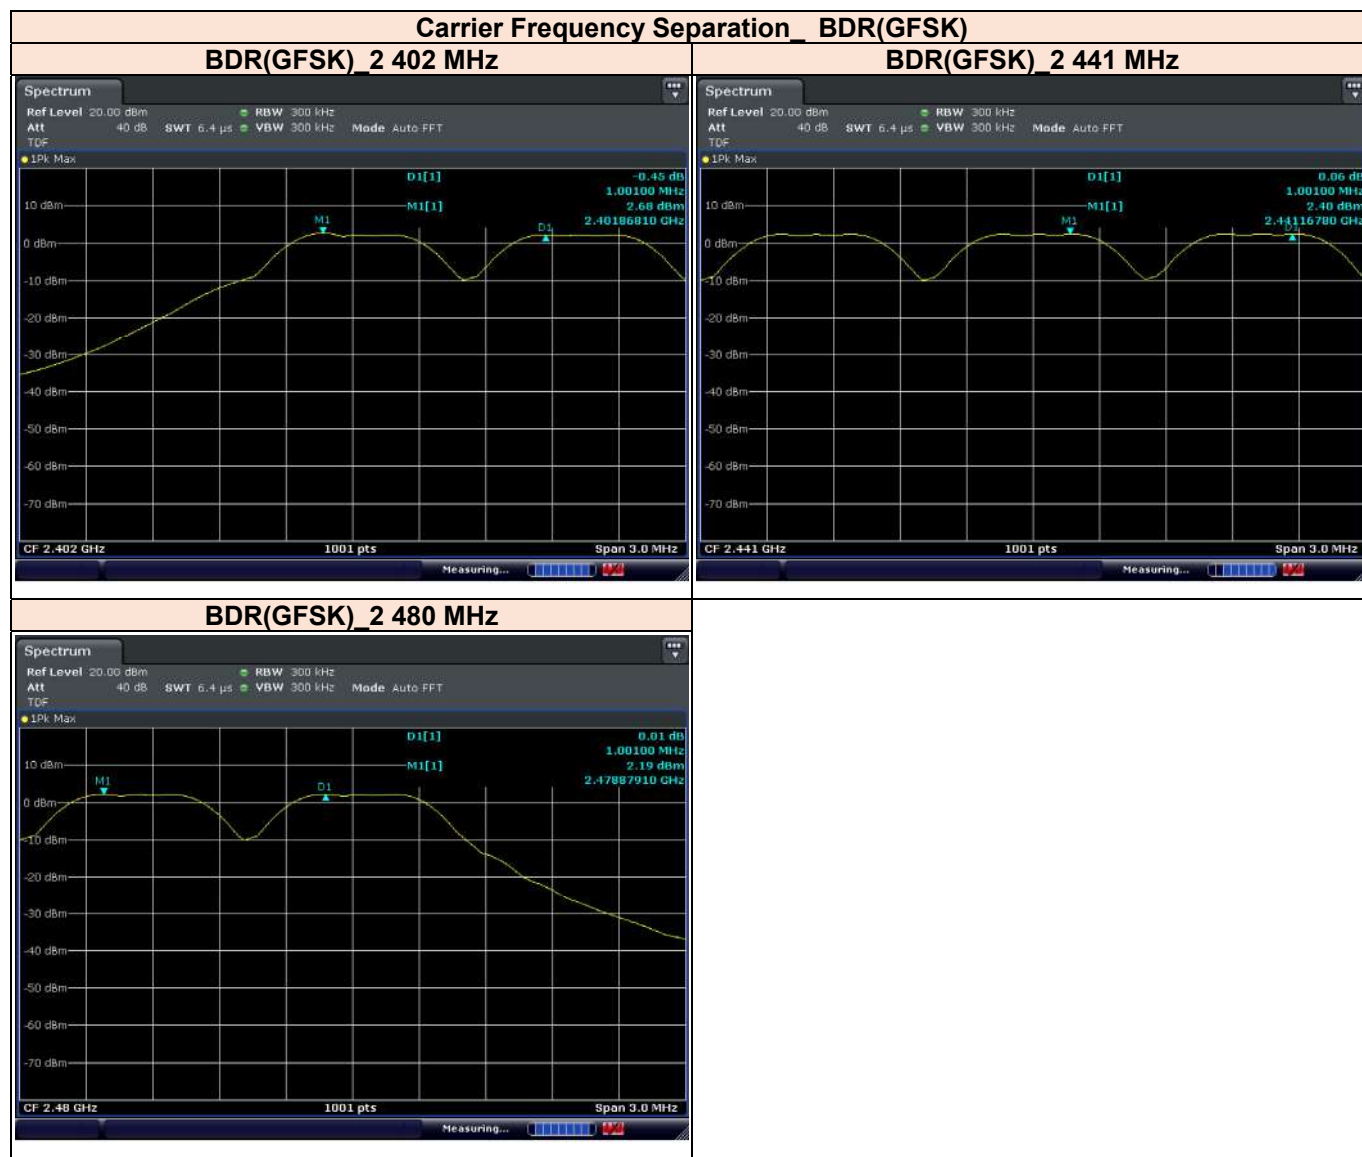 Carrier Frequency Separation_ BDR(GFSK)
BDR(GFSK)_2 402 MHz
Spectrum
Ref Level 20.00 dBm RBW 300 kHz
Att 40 dB SWT 6.4 µs VBW 300 kHz Mode Auto FFT
TDF
1Pk Max
D1[1] -0.45 dB
1.00100 MHz
M1[1] 2.68 dBm
2.40186810 GHz
M1
D1
10 dBm
0 dBm
-10 dBm
-20 dBm
-30 dBm
-40 dBm
-50 dBm
-60 dBm
-70 dBm
CF 2.402 GHz 1001 pts Span 3.0 MHz
Measuring...
BDR(GFSK)_2 441 MHz
Spectrum
Ref Level 20.00 dBm RBW 300 kHz
Att 40 dB SWT 6.4 µs VBW 300 kHz Mode Auto FFT
TDF
1Pk Max
D1[1] 0.06 dB
1.00100 MHz
M1[1] 2.40 dBm
2.44116780 GHz
M1
D1
10 dBm
0 dBm
-10 dBm
-20 dBm
-30 dBm
-40 dBm
-50 dBm
-60 dBm
-70 dBm
CF 2.441 GHz 1001 pts Span 3.0 MHz
Measuring...
BDR(GFSK)_2 480 MHz
Spectrum
Ref Level 20.00 dBm RBW 300 kHz
Att 40 dB SWT 6.4 µs VBW 300 kHz Mode Auto FFT
TDF
1Pk Max
D1[1] 0.01 dB
1.00100 MHz
M1[1] 2.19 dBm
2.47887910 GHz
M1
D1
10 dBm
0 dBm
-10 dBm
-20 dBm
-30 dBm
-40 dBm
-50 dBm
-60 dBm
-70 dBm
CF 2.48 GHz 1001 pts Span 3.0 MHz
Measuring...